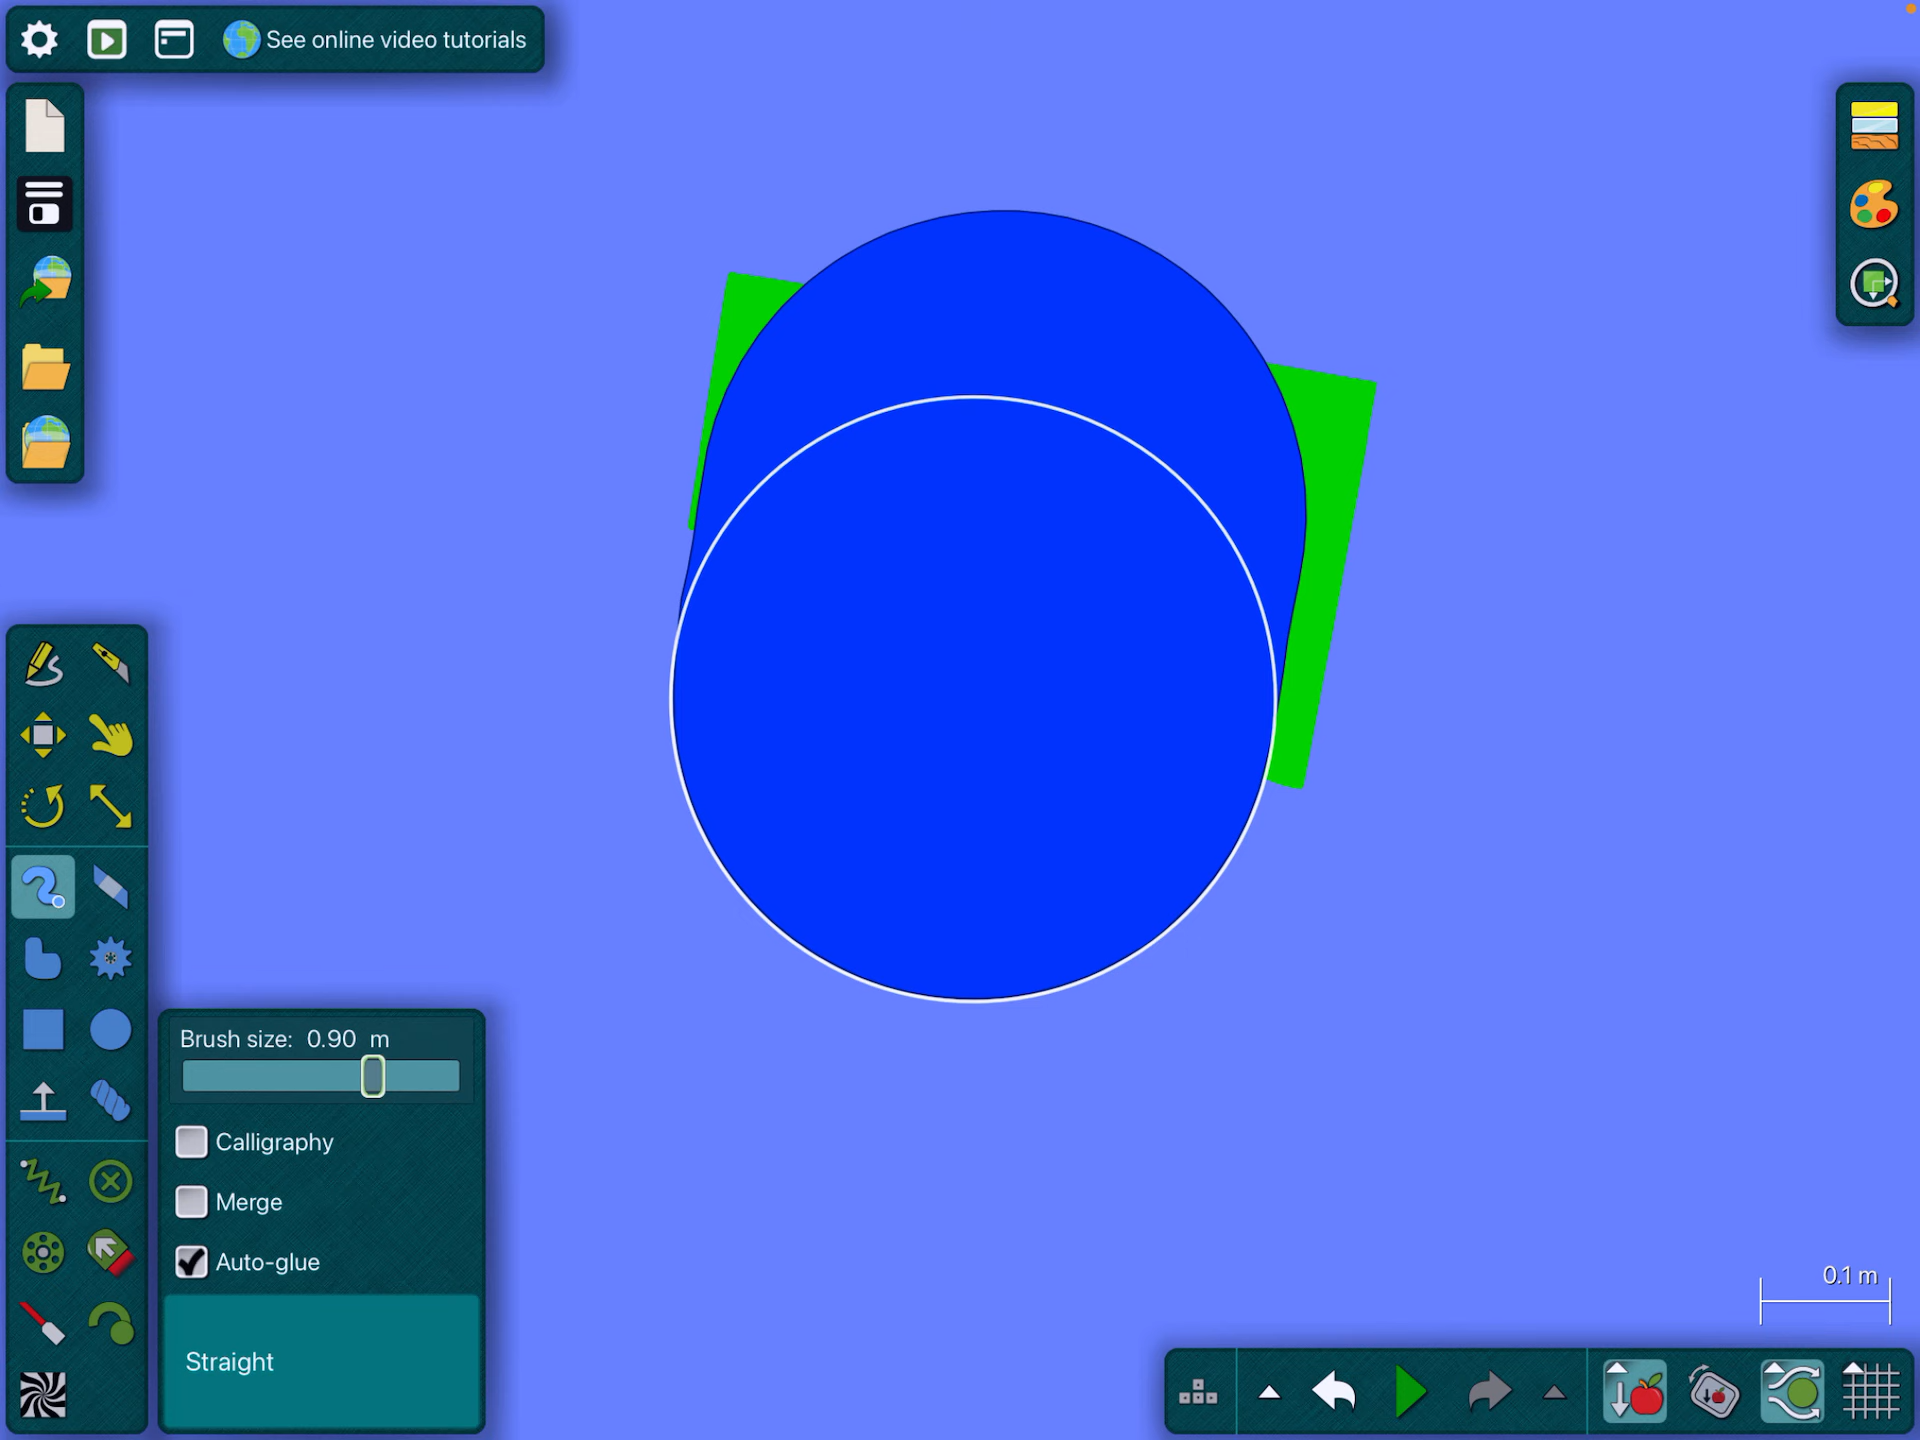 See online video tutorials
Brush size: 0.90 m
Calligraphy
Merge
Auto-glue
Straight
0.1 m